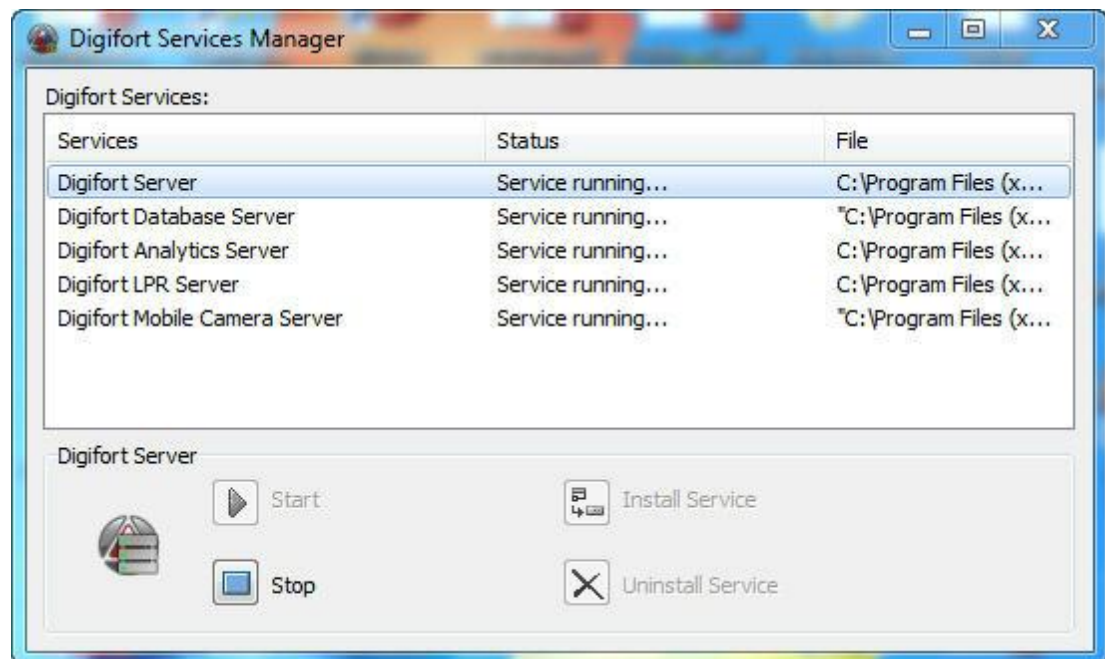 Digifort Services Manager
Digifort Services:
Services Status File
Digifort Server Service running... C:\Program Files (x...
Digifort Database Server Service running... "C:\Program Files (x...
Digifort Analytics Server Service running... C:\Program Files (x...
Digifort LPR Server Service running... C:\Program Files (x...
Digifort Mobile Camera Server Service running... "C:\Program Files (x...
Digifort Server
Start Install Service
Stop Uninstall Service